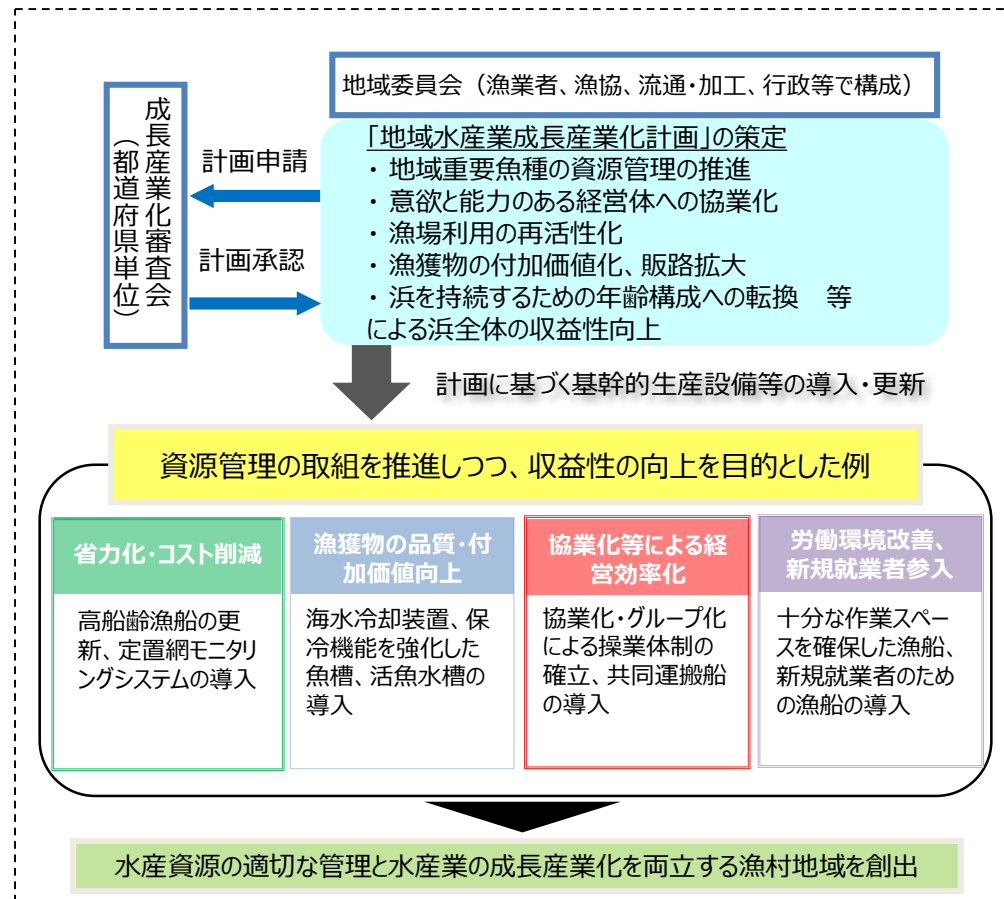 地域委員会（漁業者、漁協、流通・加工、行政等で構成）
成長産業化審査会
（都道府県単位）
計画申請
計画承認
「地域水産業成長産業化計画」の策定
・ 地域重要魚種の資源管理の推進
・ 意欲と能力のある経営体への協業化
・ 漁場利用の再活性化
・ 漁獲物の付加価値化、販路拡大
・ 浜を持続するための年齢構成への転換　等
による浜全体の収益性向上
計画に基づく基幹的生産設備等の導入・更新
資源管理の取組を推進しつつ、収益性の向上を目的とした例
省力化・コスト削減
高船齢漁船の更
新、定置網モニタリ
ングシステムの導入
漁獲物の品質・付
加価値向上
海水冷却装置、保
冷機能を強化した
魚槽、活魚水槽の
導入
協業化等による経
営効率化
協業化・グループ化
による操業体制の
確立、共同運搬船
の導入
労働環境改善、
新規就業者参入
十分な作業スペー
スを確保した漁船、
新規就業者のため
の漁船の導入
水産資源の適切な管理と水産業の成長産業化を両立する漁村地域を創出